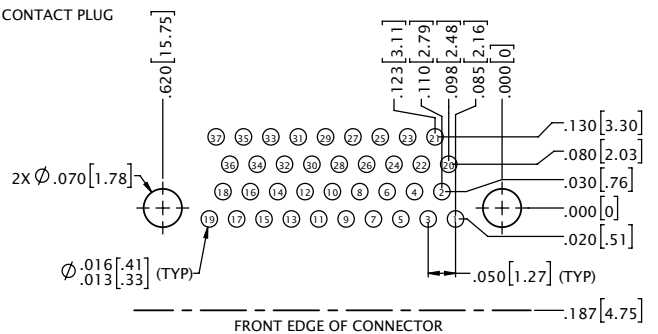 CONTACT PLUG
.620[15.75]
.123[3.11]
.110[2.79]
.098[2.48]
.085[2.16]
.000[0]
37 35 33 31 29 27 25 23 21
.130[3.30]
36 34 32 30 28 26 24 22 20
.080[2.03]
2X Ø.070[1.78]
18 16 14 12 10 8 6 4 2
.030[.76]
.000[0]
19 17 15 13 11 9 7 5 3
.020[.51]
Ø.016[.41]
.013[.33] (TYP)
.050[1.27] (TYP)
.187[4.75]
FRONT EDGE OF CONNECTOR